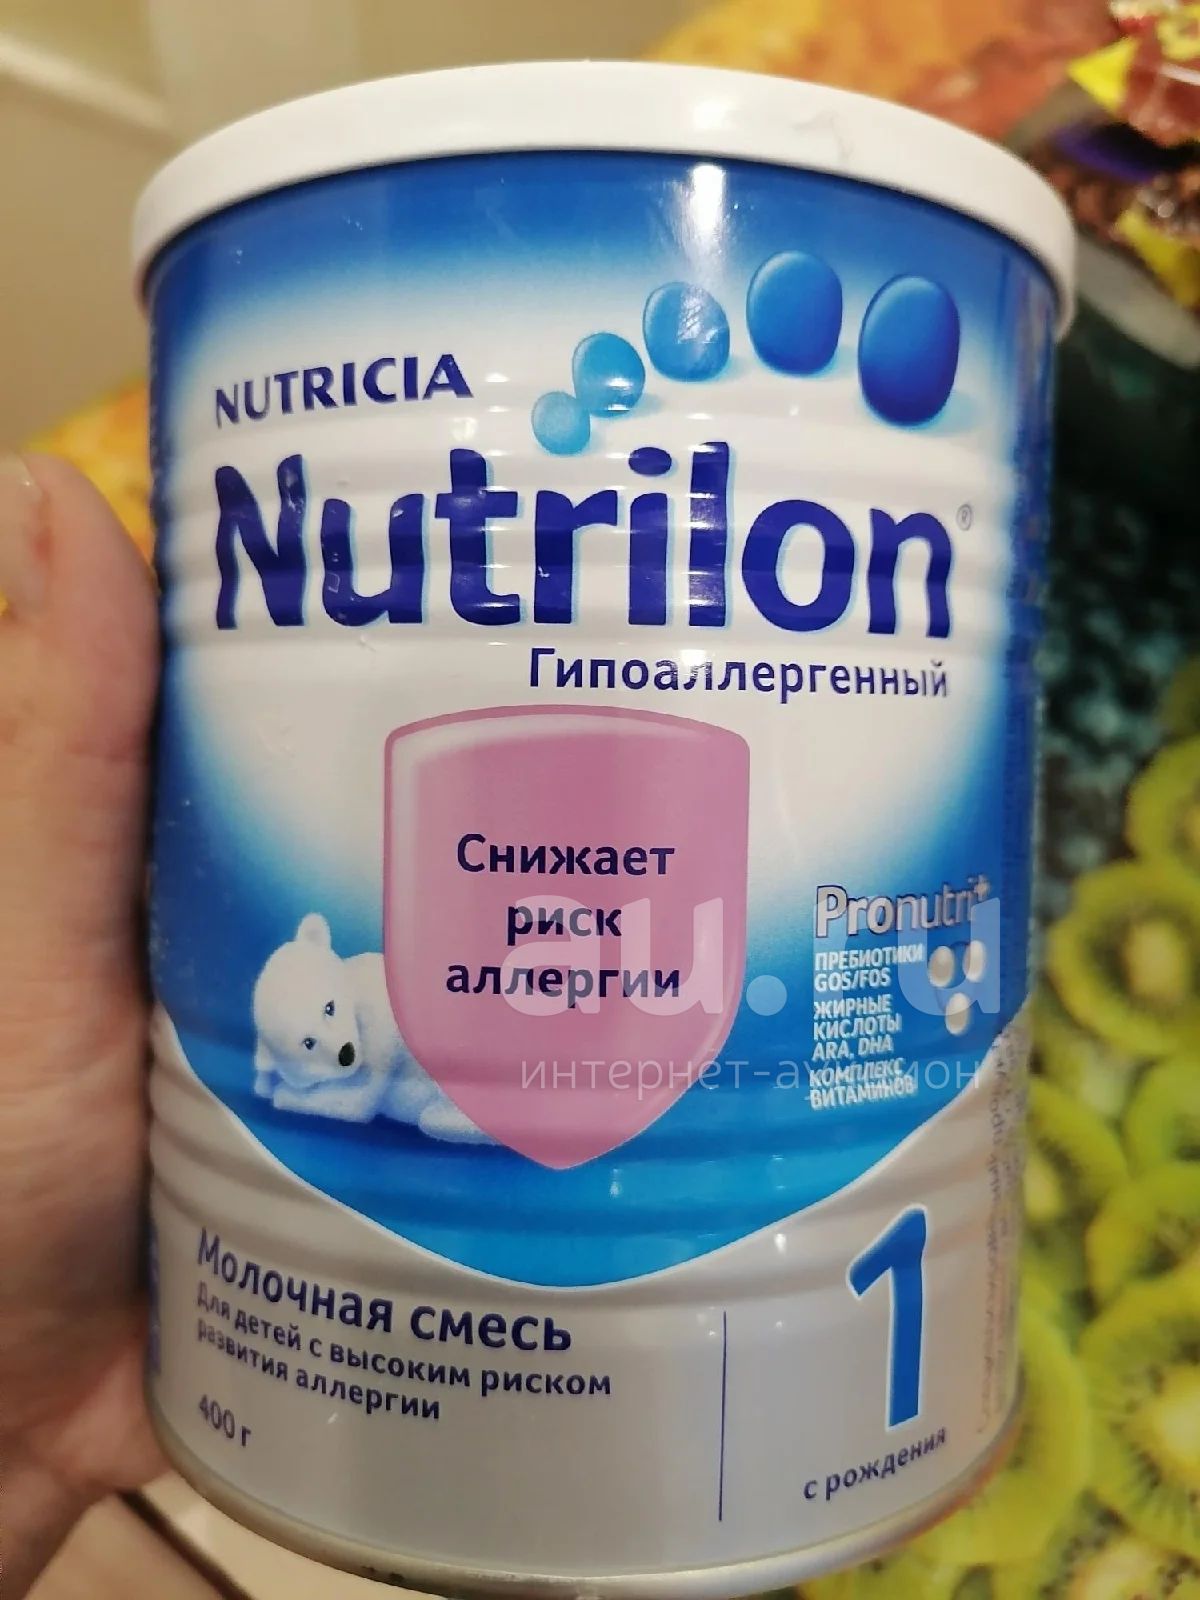 NUTRICIA
Nutrilon®
Гипоаллергенный
Снижает
риск
аллергии
Pronutri+
ПРЕБИОТИКИ
GOS/FOS
ЖИРНЫЕ
КИСЛОТЫ
ARA, DHA
КОМПЛЕКС
ВИТАМИНОВ
au.ru
интернет-аукцион
Молочная смесь
Для детей с высоким риском
развития аллергии
400 г
1
с рождения